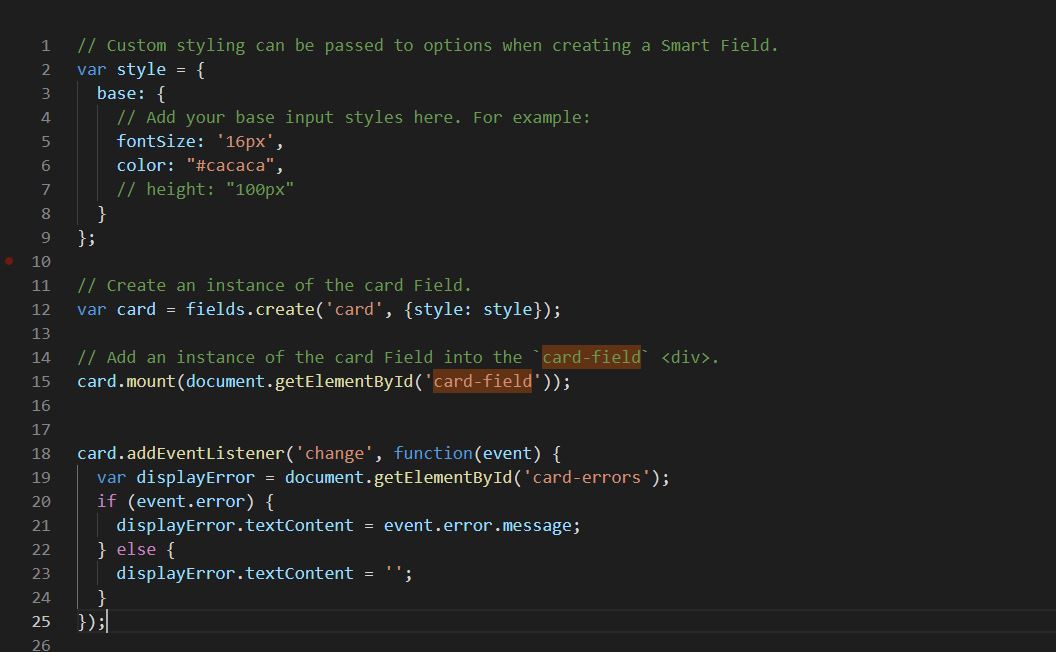 1 // Custom styling can be passed to options when creating a Smart Field.
2 var style = {
3   base: {
4     // Add your base input styles here. For example:
5     fontSize: '16px',
6     color: "#cacaca",
7     // height: "100px"
8   }
9 };
10
11 // Create an instance of the card Field.
12 var card = fields.create('card', {style: style});
13
14 // Add an instance of the card Field into the `card-field` <div>.
15 card.mount(document.getElementById('card-field'));
16
17
18 card.addEventListener('change', function(event) {
19   var displayError = document.getElementById('card-errors');
20   if (event.error) {
21     displayError.textContent = event.error.message;
22   } else {
23     displayError.textContent = '';
24   }
25 });
26